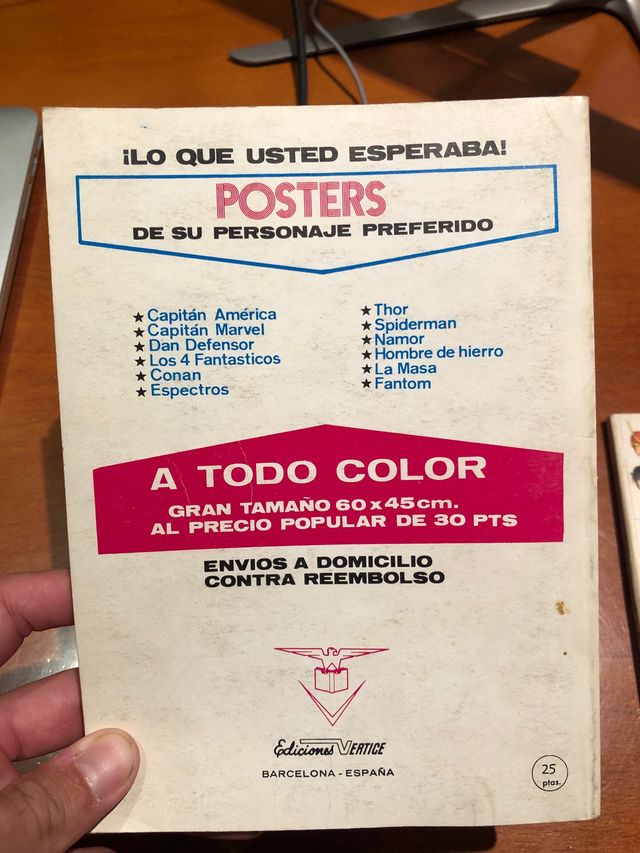 ¡LO QUE USTED ESPERABA!
POSTERS
DE SU PERSONAJE PREFERIDO
★ Capitán América
★ Capitán Marvel
★ Dan Defensor
★ Los 4 Fantasticos
★ Conan
★ Espectros
★ Thor
★ Spiderman
★ Namor
★ Hombre de hierro
★ La Masa
★ Fantom
A TODO COLOR
GRAN TAMAÑO 60 x 45 cm.
AL PRECIO POPULAR DE 30 PTS
ENVIOS A DOMICILIO
CONTRA REEMBOLSO
Ediciones VERTICE
BARCELONA - ESPAÑA
25
ptas.